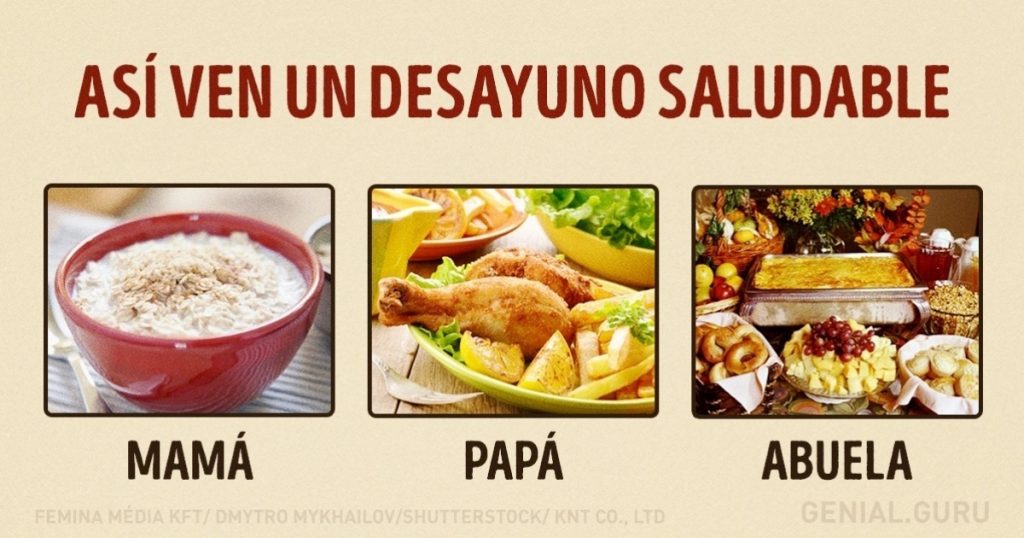 ASÍ VEN UN DESAYUNO SALUDABLE
MAMÁ
PAPÁ
ABUELA
FEMINA MÉDIA KFT/ DMYTRO MYKHAILOV/SHUTTERSTOCK/ KNT CO., LTD
GENIAL.GURU